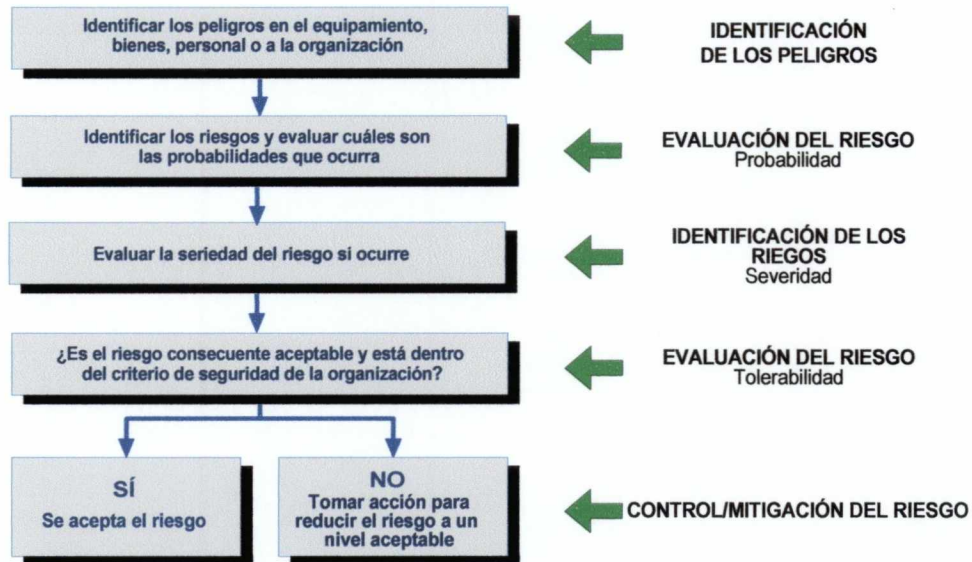 Identificar los peligros en el equipamiento,
bienes, personal o a la organización
IDENTIFICACIÓN
DE LOS PELIGROS
Identificar los riesgos y evaluar cuáles son
las probabilidades que ocurra
EVALUACIÓN DEL RIESGO
Probabilidad
Evaluar la seriedad del riesgo si ocurre
IDENTIFICACIÓN DE LOS
RIEGOS
Severidad
¿Es el riesgo consecuente aceptable y está dentro
del criterio de seguridad de la organización?
EVALUACIÓN DEL RIESGO
Tolerabilidad
SÍ
Se acepta el riesgo
NO
Tomar acción para
reducir el riesgo a un
nivel aceptable
CONTROL/MITIGACIÓN DEL RIESGO